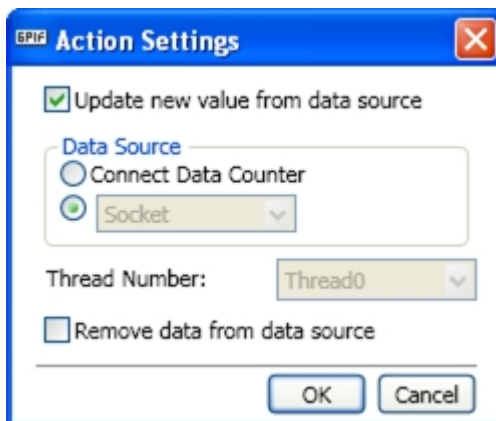 GPIF Action Settings
Update new value from data source
Data Source
Connect Data Counter
Socket
Thread Number: Thread0
Remove data from data source
OK Cancel